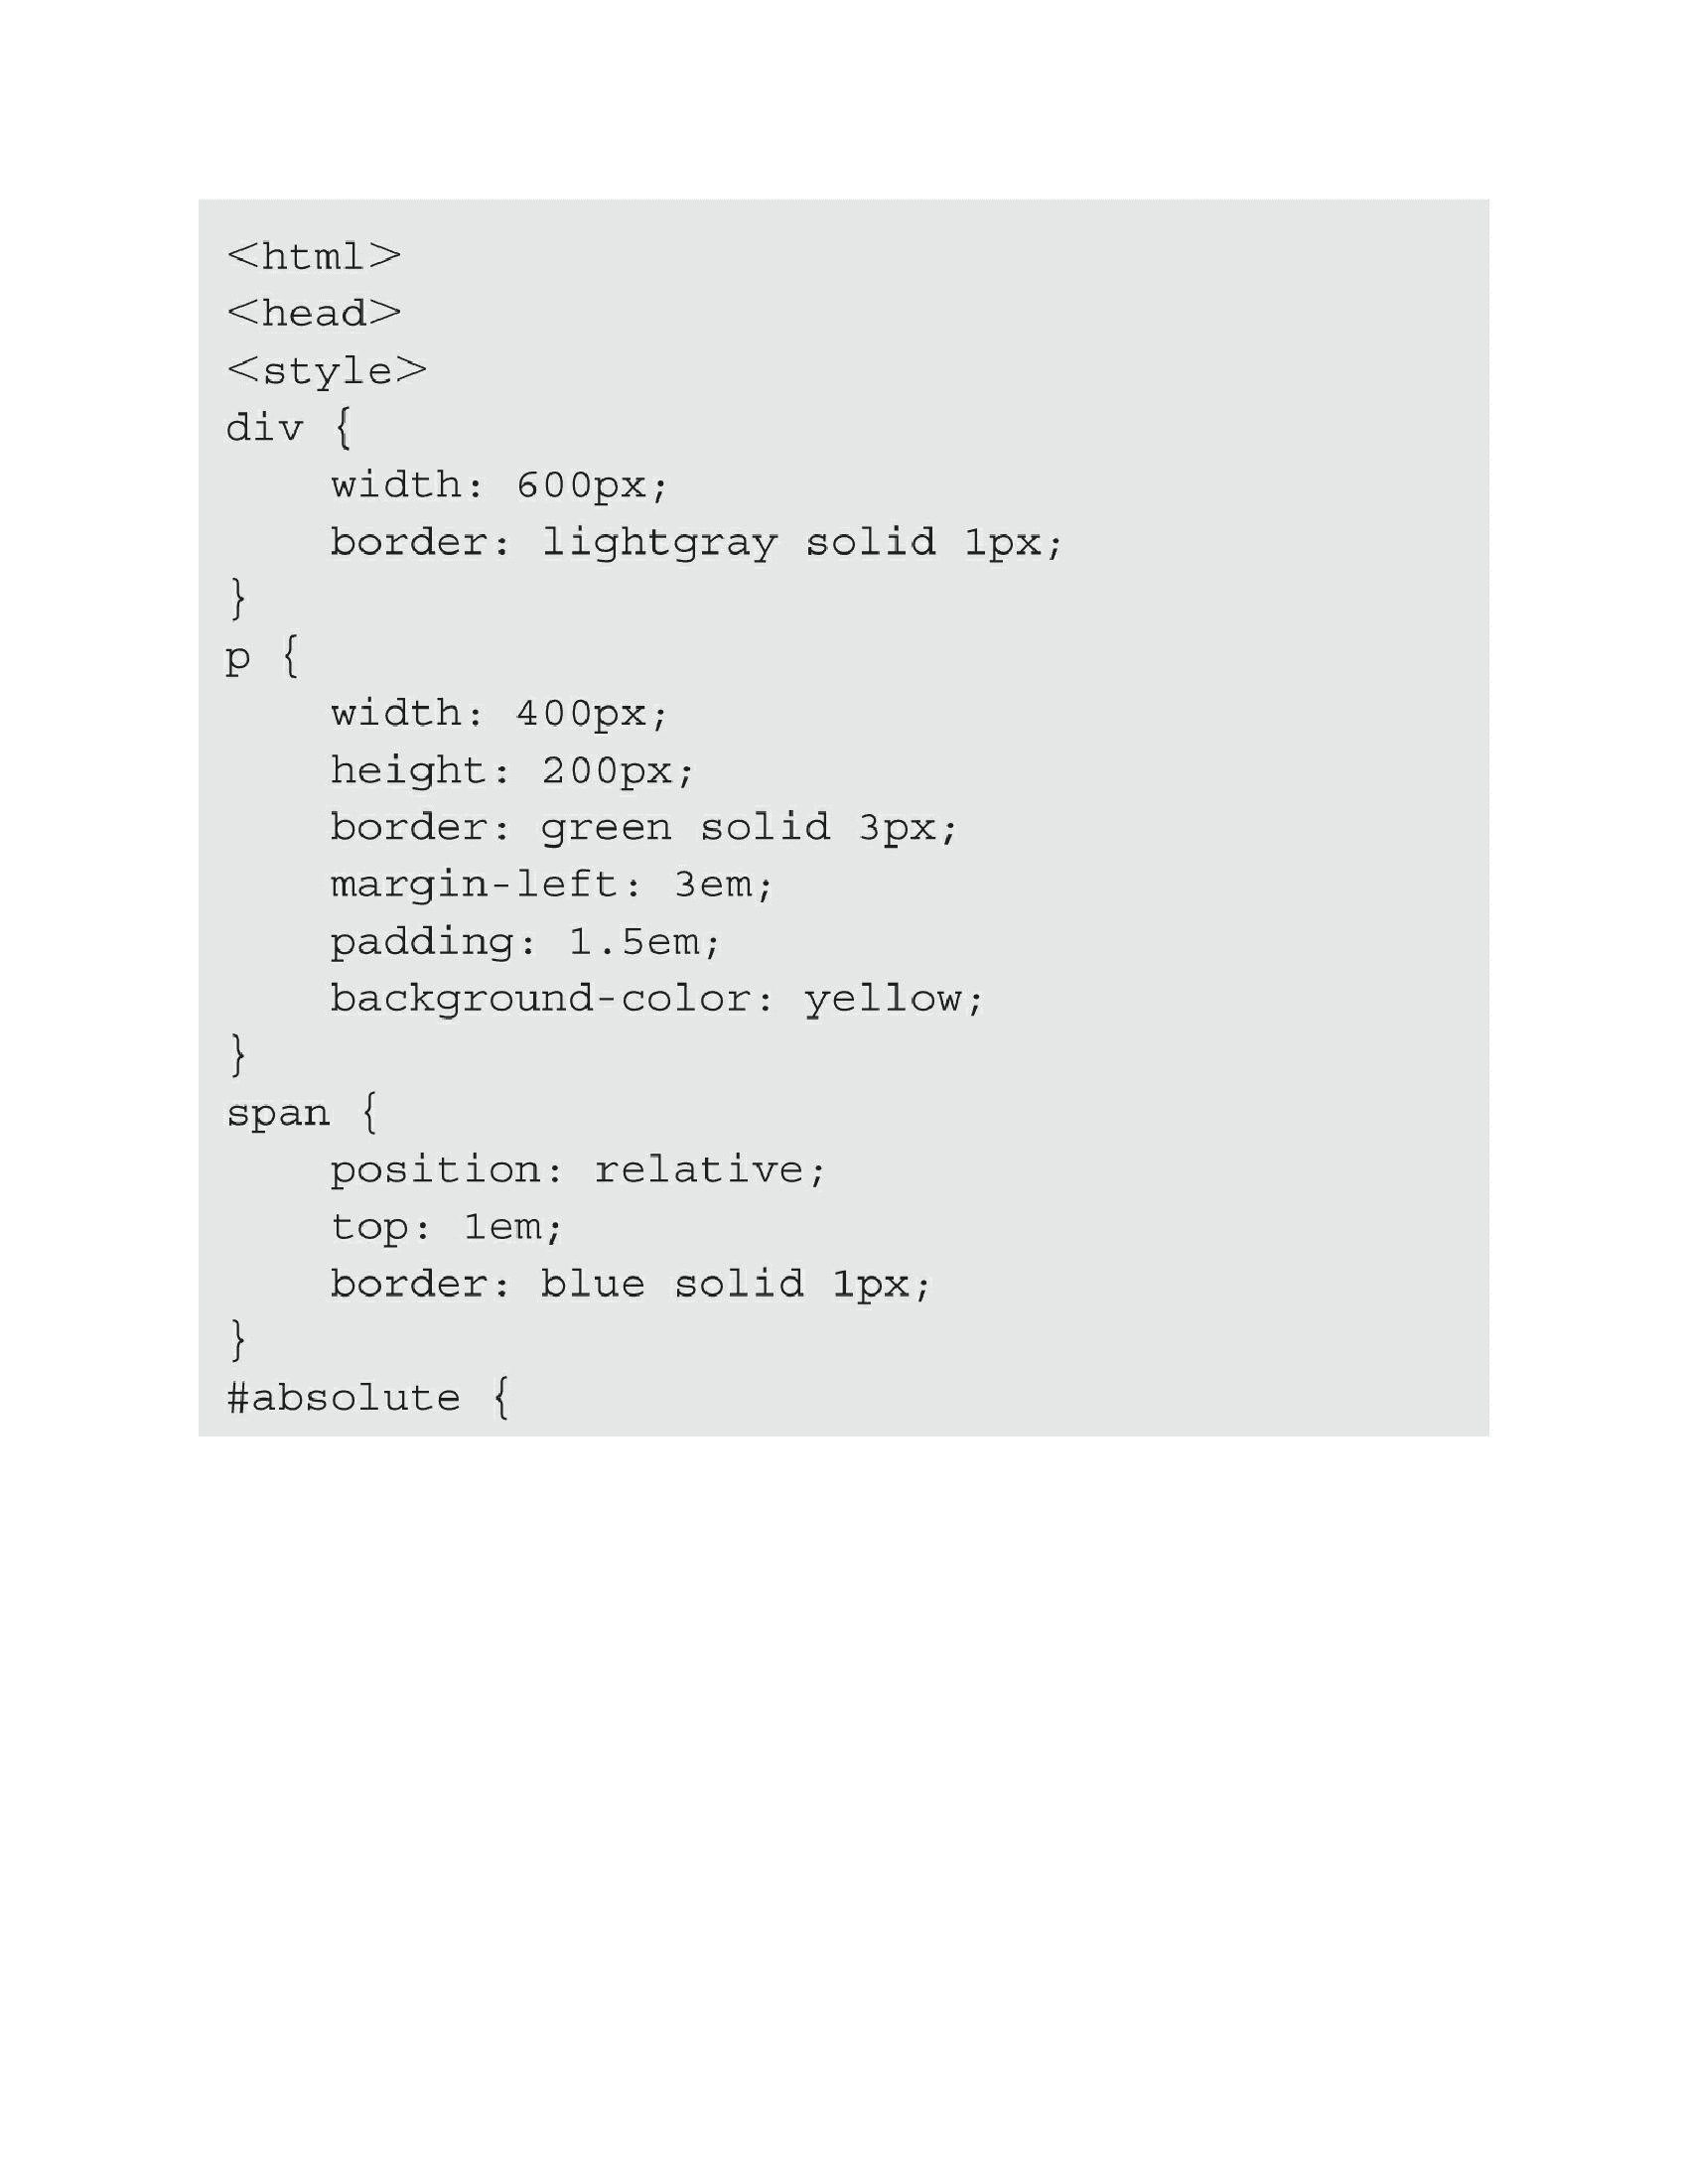 <html>
<head>
<style>
div {
    width: 600px;
    border: lightgray solid 1px;
}
p {
    width: 400px;
    height: 200px;
    border: green solid 3px;
    margin-left: 3em;
    padding: 1.5em;
    background-color: yellow;
}
span {
    position: relative;
    top: 1em;
    border: blue solid 1px;
}
#absolute {